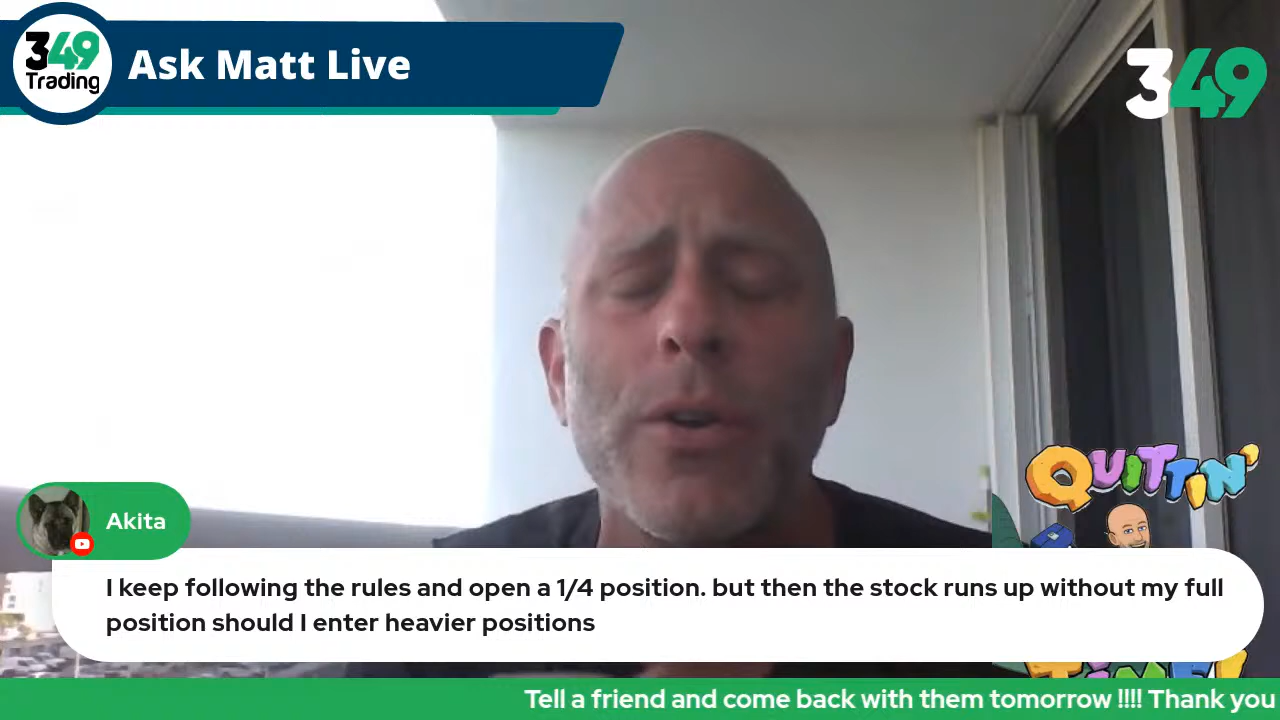 349
Trading
Ask Matt Live
349
QUITTIN'
Akita
I keep following the rules and open a 1/4 position. but then the stock runs up without my full
position should I enter heavier positions
TIME!
Tell a friend and come back with them tomorrow !!!! Thank you